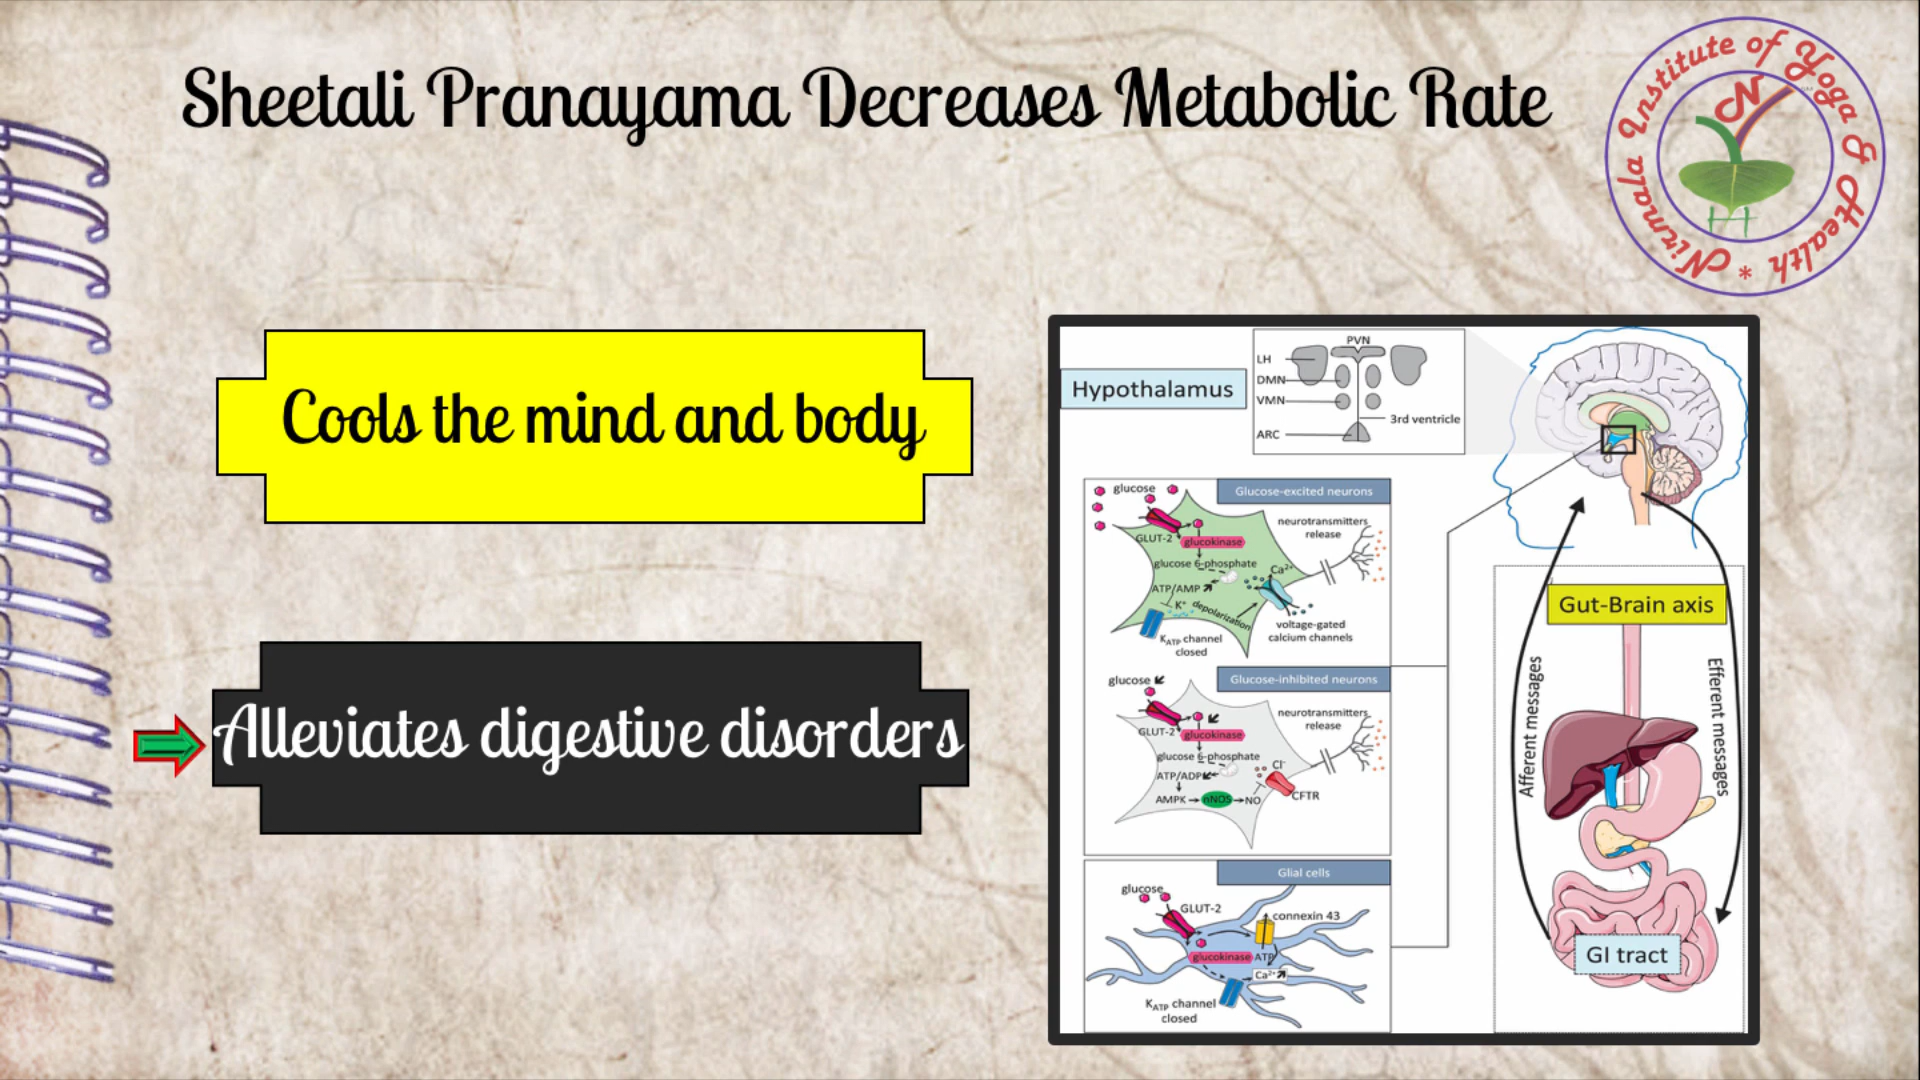 Sheetali Pranayama Decreases Metabolic Rate
Nirmala Institute of Yoga & Health *
N
H
Cools the mind and body
Alleviates digestive disorders
Hypothalamus
PVN
LH
DMN
VMN
3rd ventricle
ARC
Glucose-excited neurons
glucose
neurotransmitters
release
GLUT-2
glucokinase
glucose 6-phosphate
Ca²⁺
ATP/AMP
K⁺
depolarization
voltage-gated
calcium channels
K_ATP channel
closed
Glucose-inhibited neurons
glucose
neurotransmitters
release
GLUT-2
glucokinase
glucose 6-phosphate
Cl⁻
ATP/ADP
CFTR
AMPK
nNOS
NO
Glial cells
glucose
GLUT-2
connexin 43
glucokinase
ATP
Ca²⁺
K_ATP channel
closed
Gut-Brain axis
Afferent messages
Efferent messages
GI tract